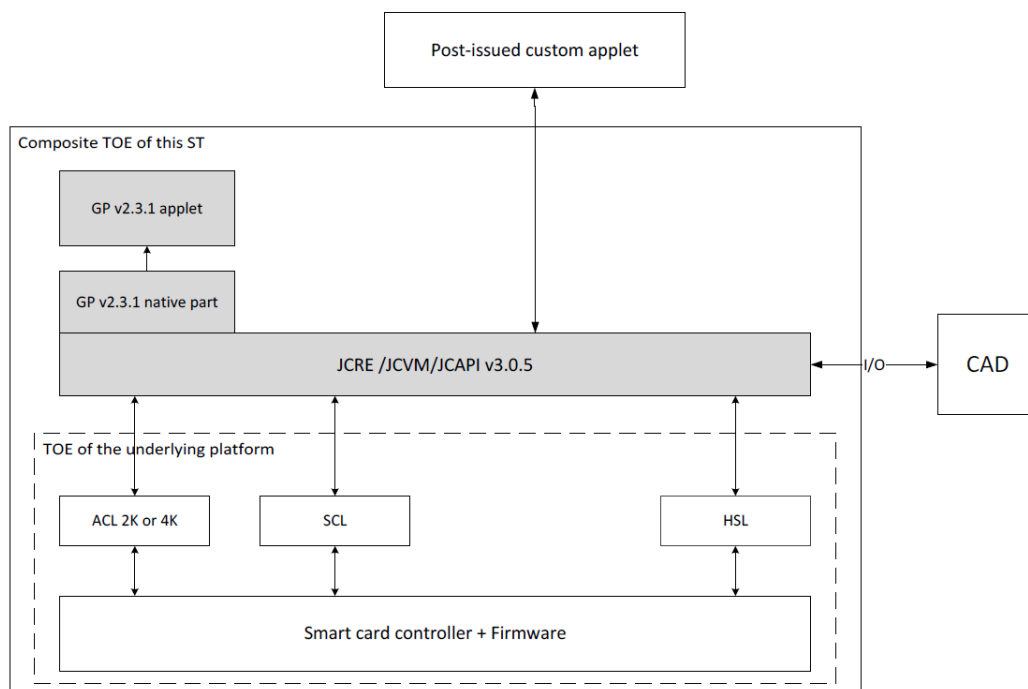 Post-issued custom applet
Composite TOE of this ST
GP v2.3.1 applet
GP v2.3.1 native part
JCRE /JCVM/JCAPI v3.0.5
I/O
CAD
TOE of the underlying platform
ACL 2K or 4K
SCL
HSL
Smart card controller + Firmware